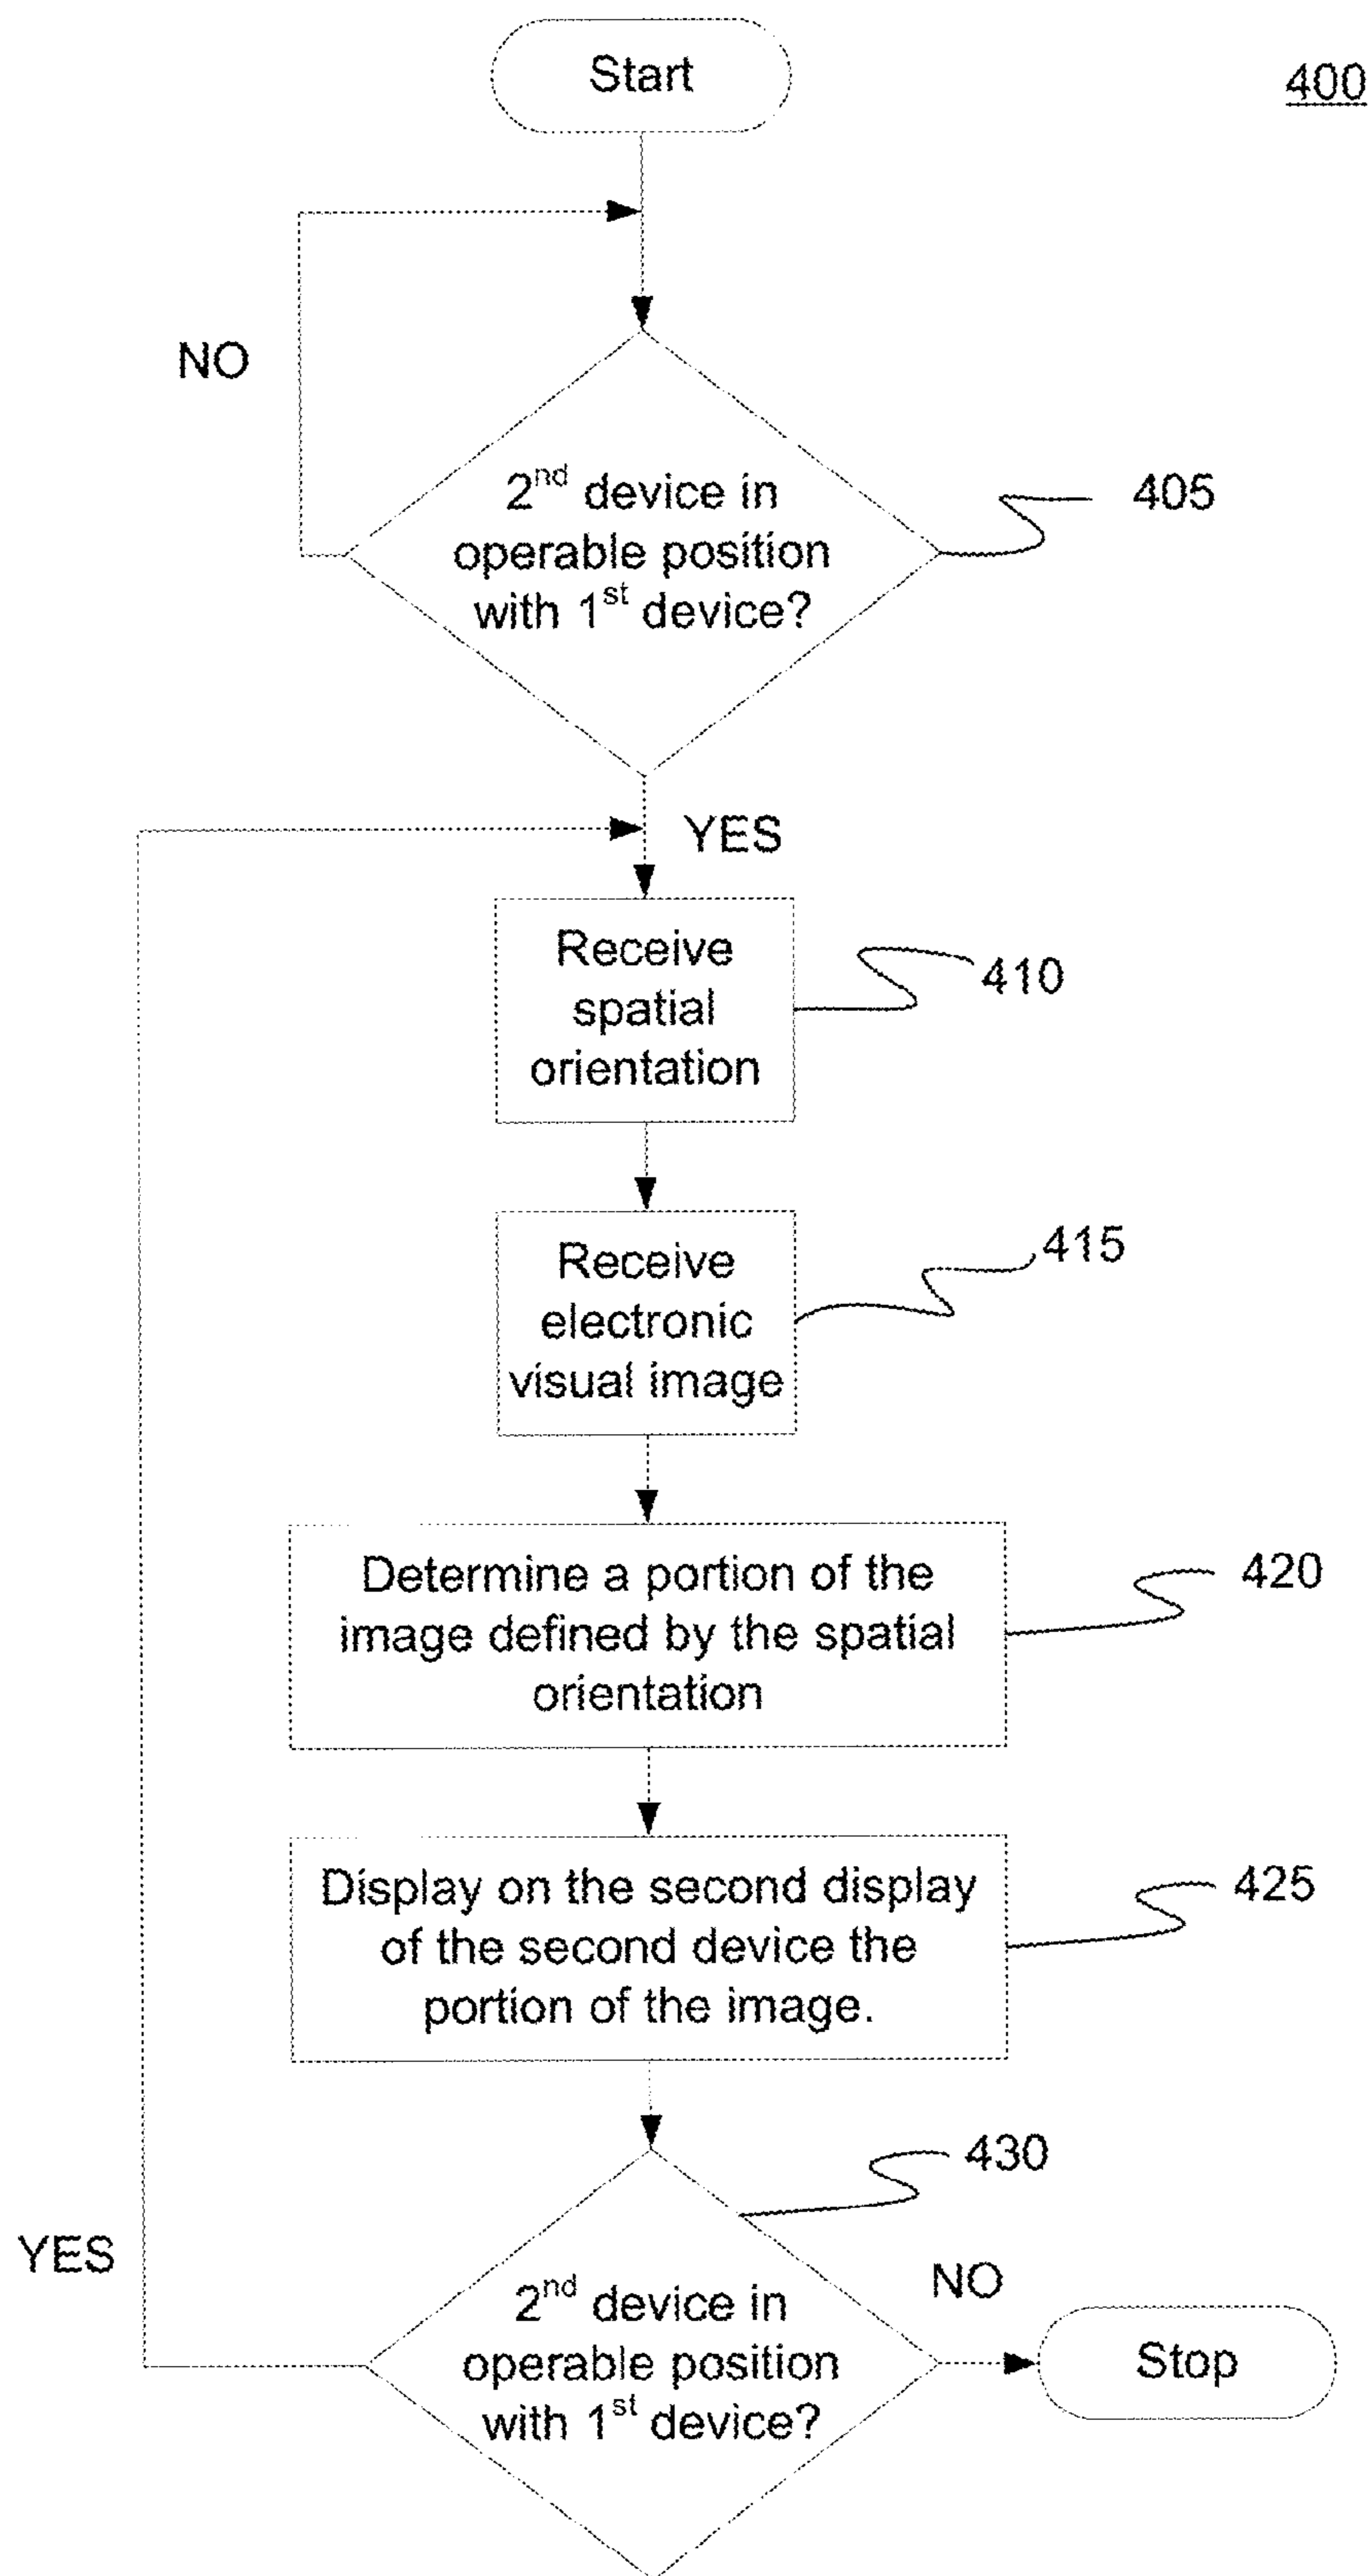 Start
400
NO
2nd device in
operable position
with 1st device?
405
YES
Receive
spatial
orientation
410
Receive
electronic
visual image
415
Determine a portion of the
image defined by the spatial
orientation
420
Display on the second display
of the second device the
portion of the image.
425
430
YES
2nd device in
operable position
with 1st device?
NO
Stop